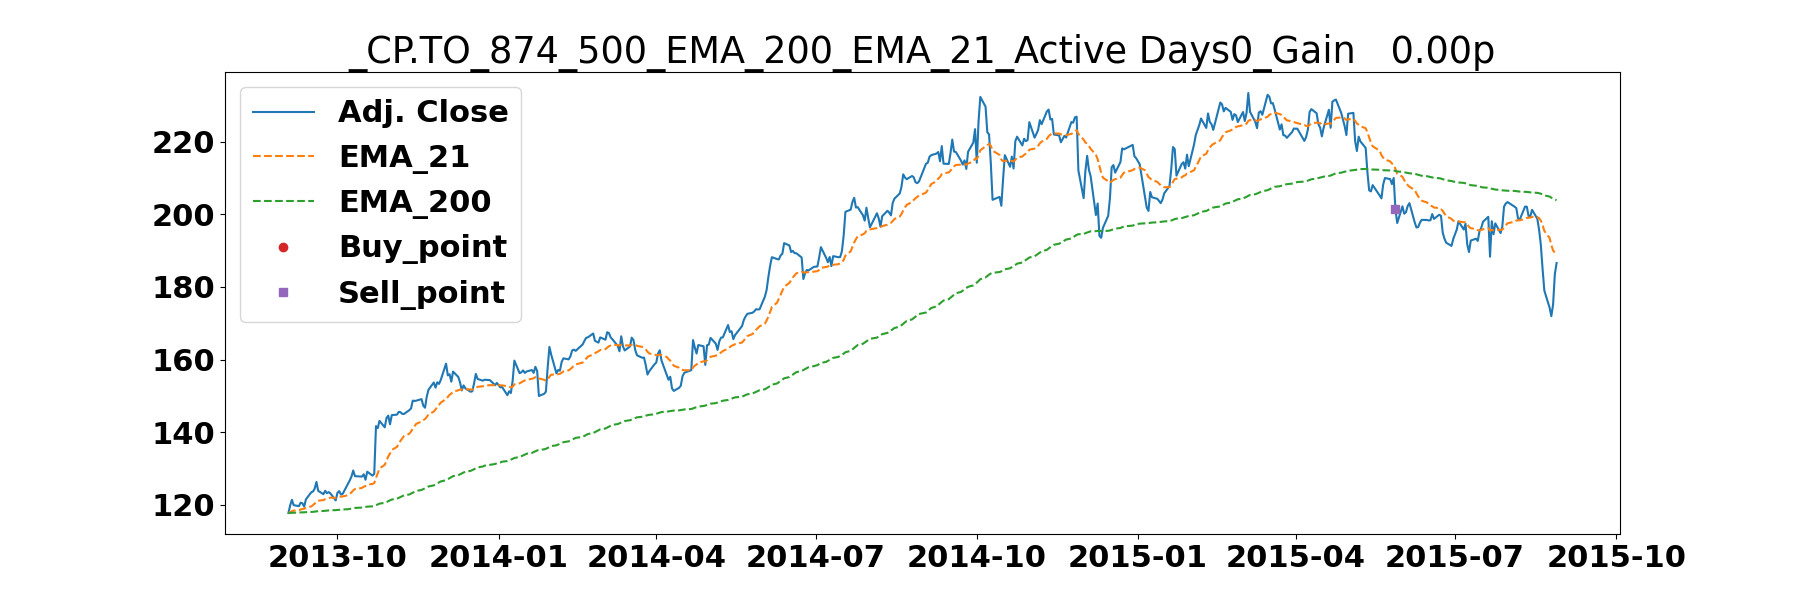 _CP.TO_874_500_EMA_200_EMA_21_Active Days0_Gain   0.00p
Adj. Close
EMA_21
EMA_200
Buy_point
Sell_point
220
200
180
160
140
120
2013-10 2014-01 2014-04 2014-07 2014-10 2015-01 2015-04 2015-07 2015-10